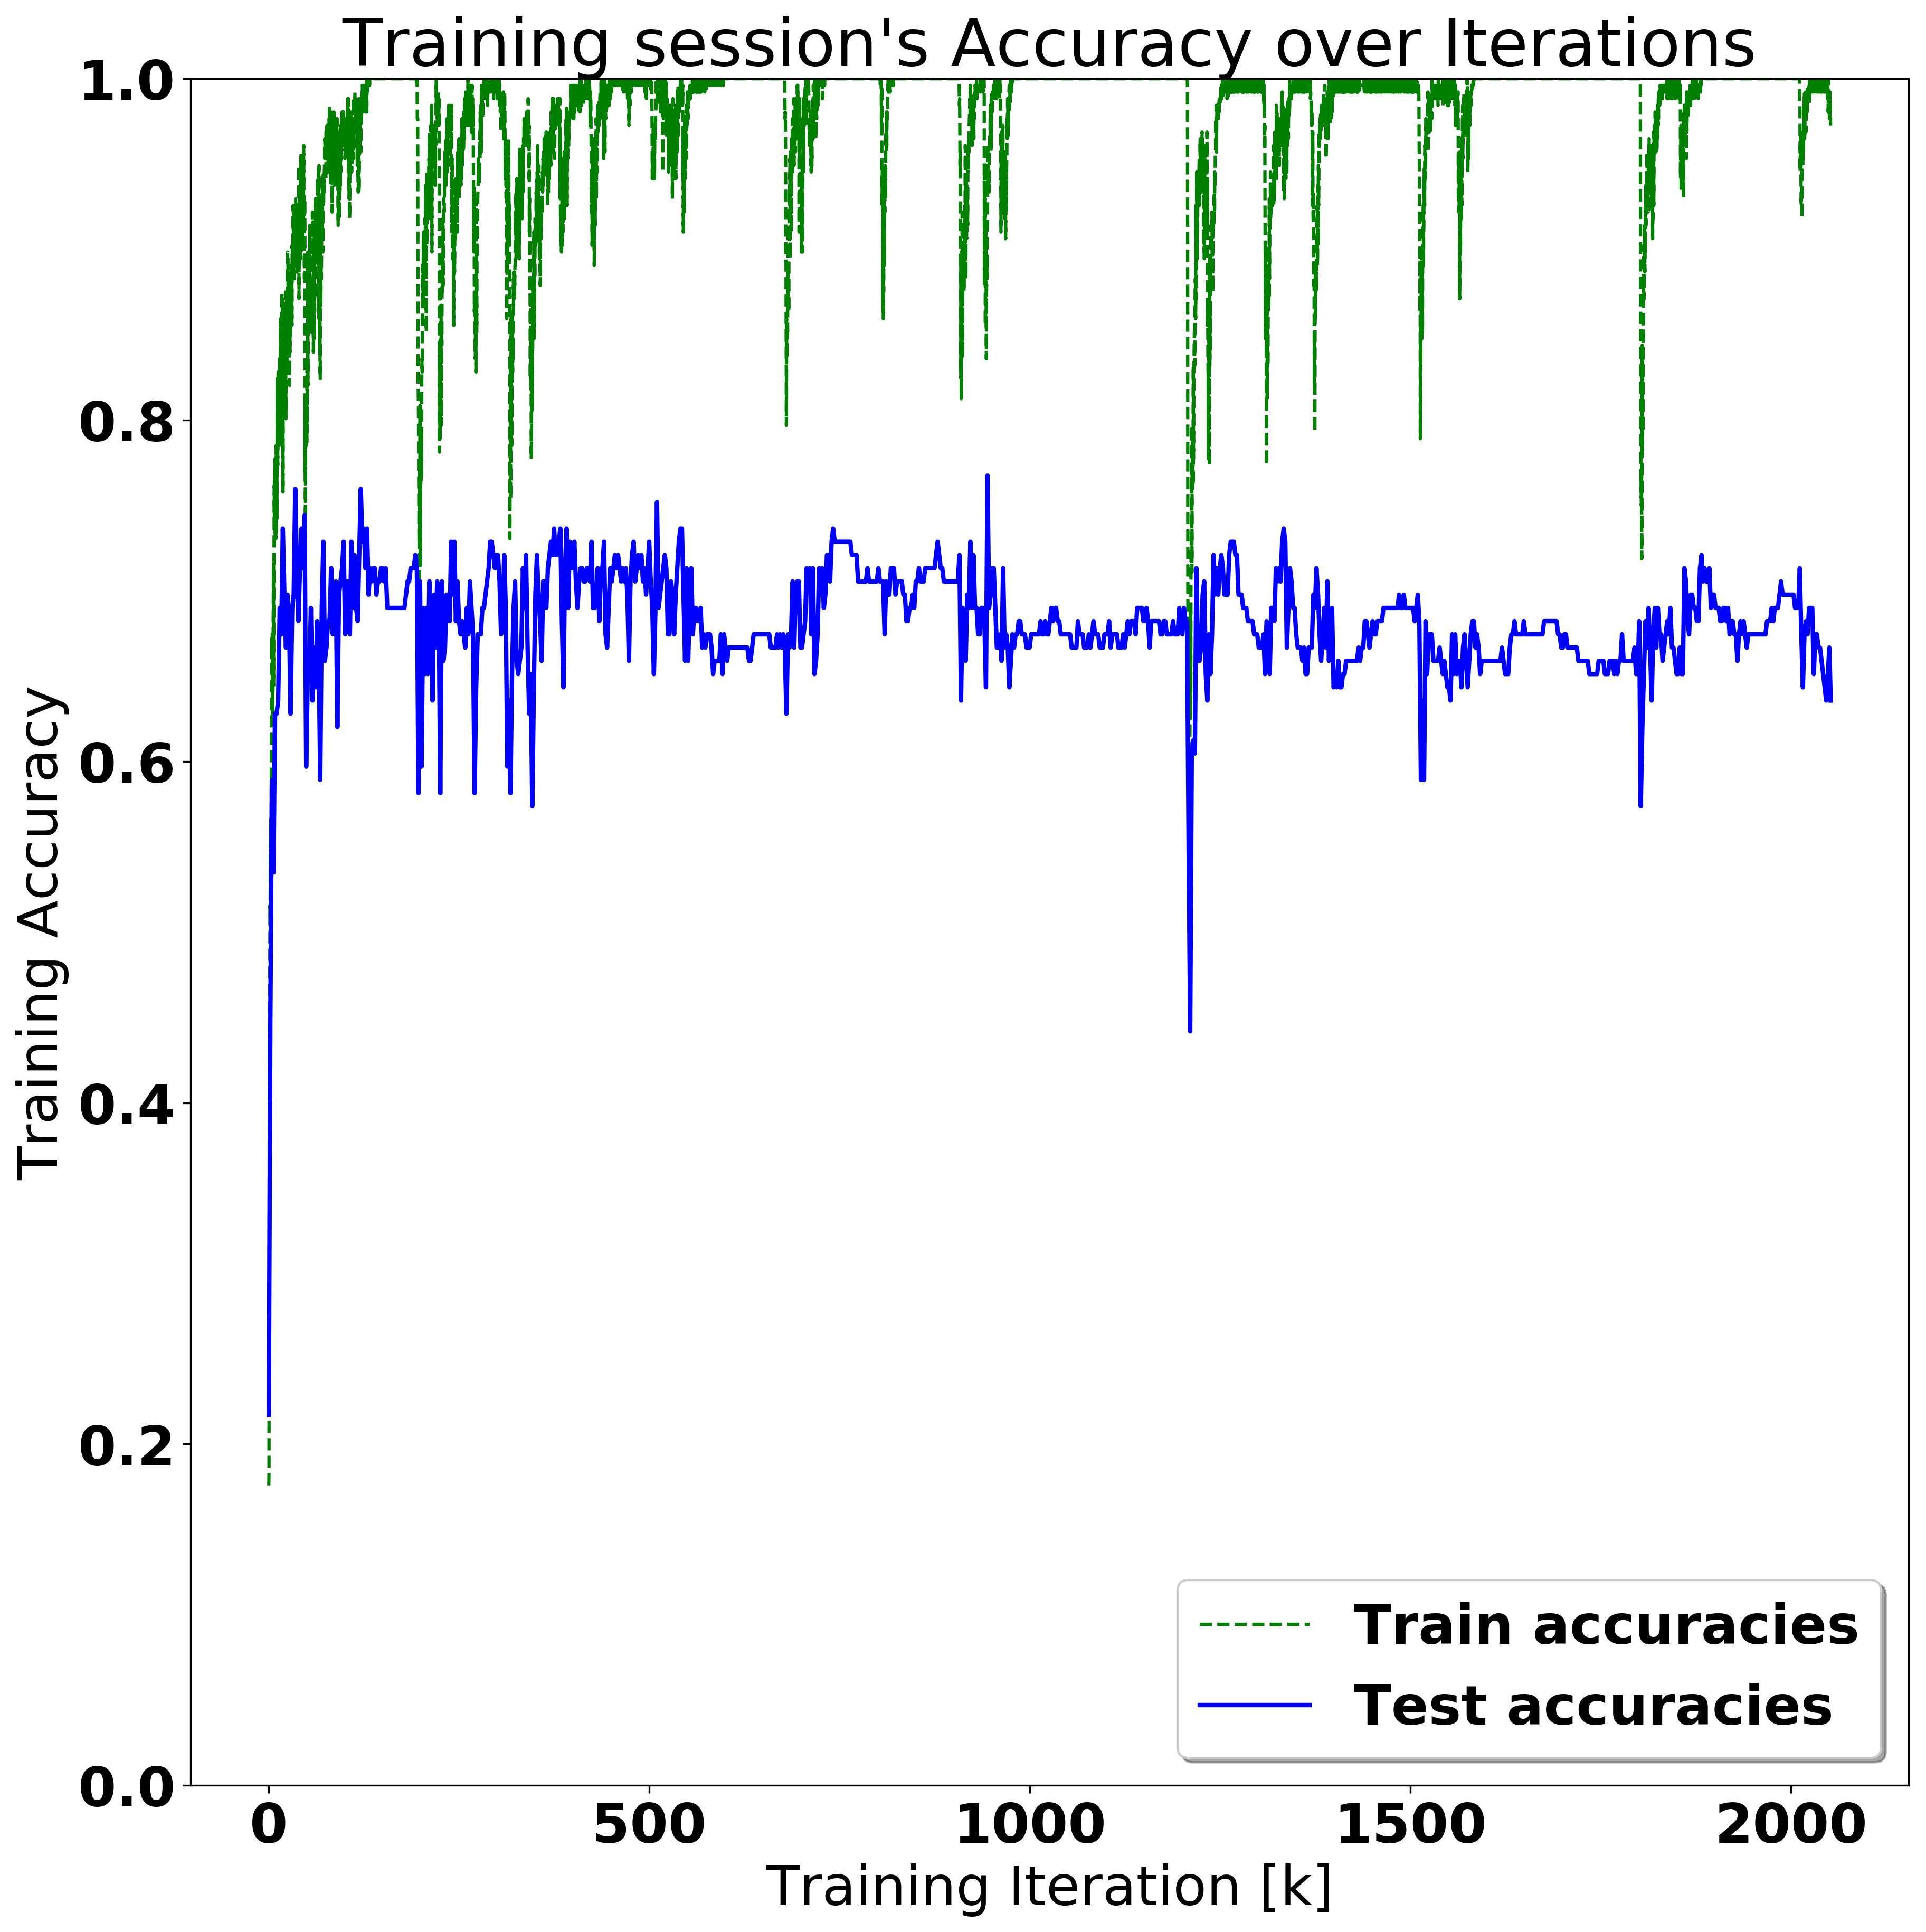 Training session's Accuracy over Iterations
1.0
0.8
0.6
0.4
0.2
0.0
Training Accuracy
0 500 1000 1500 2000
Training Iteration [k]
Train accuracies
Test accuracies